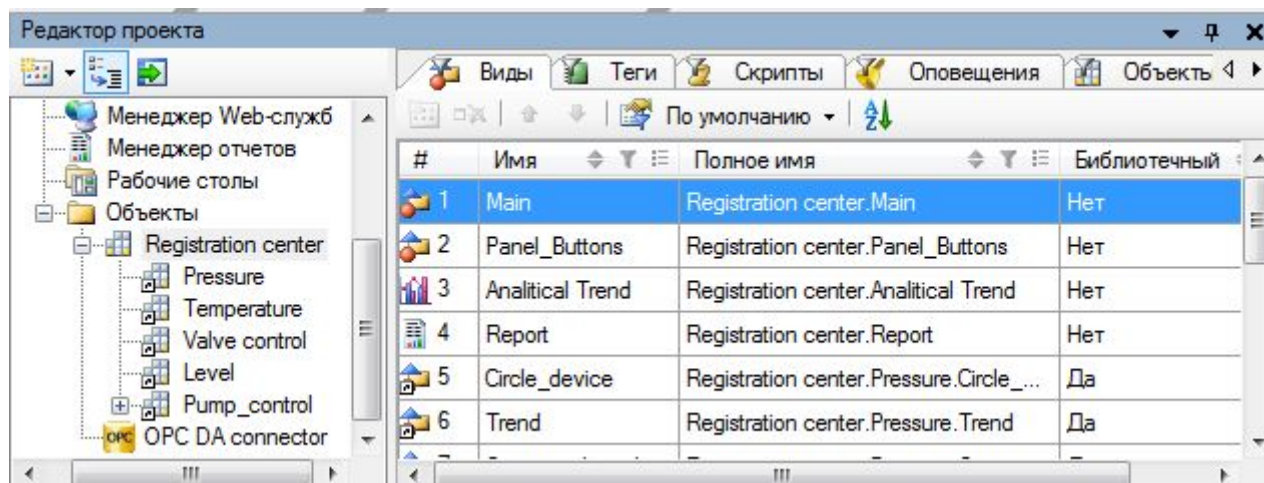 Редактор проекта
Менеджер Web-служб
Менеджер отчетов
Рабочие столы
Объекты
Registration center
Pressure
Temperature
Valve control
Level
Pump_control
OPC OPC DA connector
Виды Теги Скрипты Оповещения Объекты
По умолчанию
# Имя Полное имя Библиотечный
1 Main Registration center.Main Нет
2 Panel_Buttons Registration center.Panel_Buttons Нет
3 Analitical Trend Registration center.Analitical Trend Нет
4 Report Registration center.Report Нет
5 Circle_device Registration center.Pressure.Circle_... Да
6 Trend Registration center.Pressure.Trend Да